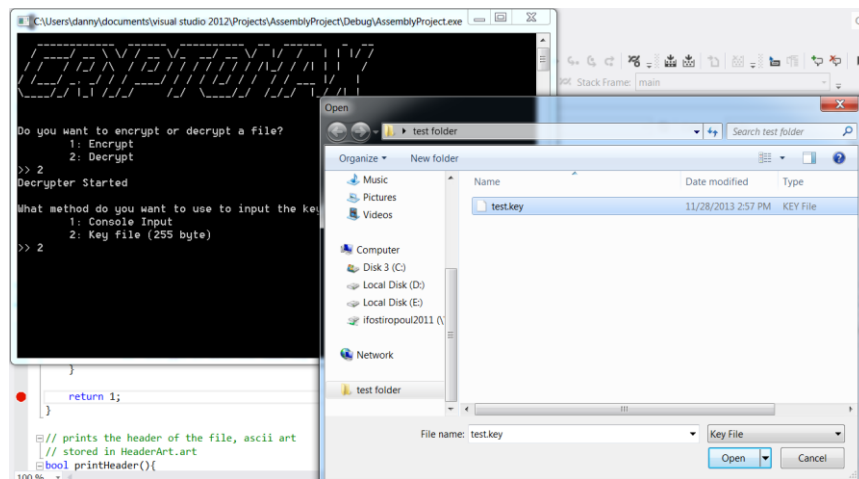 C:\Users\danny\documents\visual studio 2012\Projects\AssemblyProject\Debug\AssemblyProject.exe
CRYPTOMAX
Do you want to encrypt or decrypt a file?
1: Encrypt
2: Decrypt
>> 2
Decrypter Started
What method do you want to use to input the key
1: Console Input
2: Key file (255 byte)
>> 2
Stack Frame: main
Open
test folder
Search test folder
Organize
New folder
Music
Pictures
Videos
Computer
Disk 3 (C:)
Local Disk (D:)
Local Disk (E:)
ifostiropoul2011 (\
Network
test folder
Name
Date modified
Type
test.key
11/28/2013 2:57 PM
KEY File
File name:
test.key
Key File
Open
Cancel
}
return 1;
}
// prints the header of the file, ascii art
// stored in HeaderArt.art
bool printHeader(){
100 %